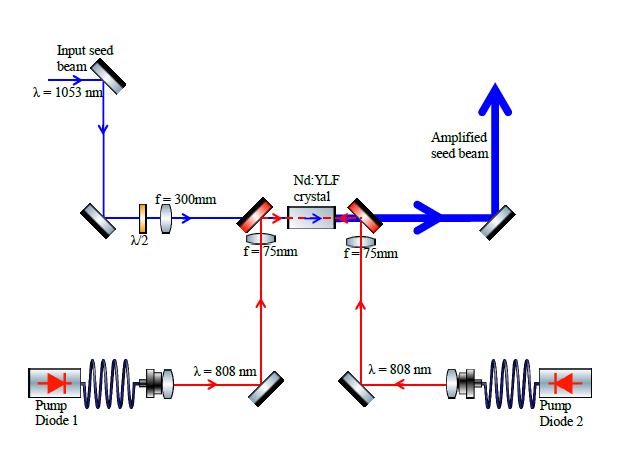 Input seed
beam
λ = 1053 nm
Amplified
seed beam
Nd:YLF
crystal
f = 300mm
λ/2
f = 75mm
f = 75mm
λ = 808 nm
λ = 808 nm
Pump
Diode 1
Pump
Diode 2